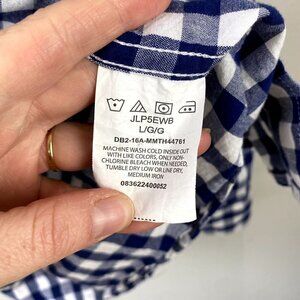 JLP5EWB
L/G/G
DB2-16A-MMTH44761
MACHINE WASH COLD INSIDE OUT
WITH LIKE COLORS, ONLY NON-
CHLORINE BLEACH WHEN NEEDED,
TUMBLE DRY LOW OR LINE DRY,
MEDIUM IRON
083622400052